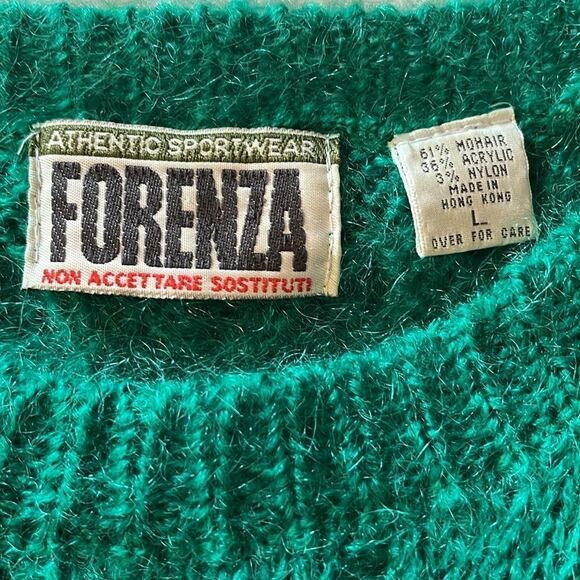 ATHENTIC SPORTWEAR
FORENZA
NON ACCETTARE SOSTITUTI
61% MOHAIR
36% ACRYLIC
3% NYLON
MADE IN
HONG KONG
L
OVER FOR CARE